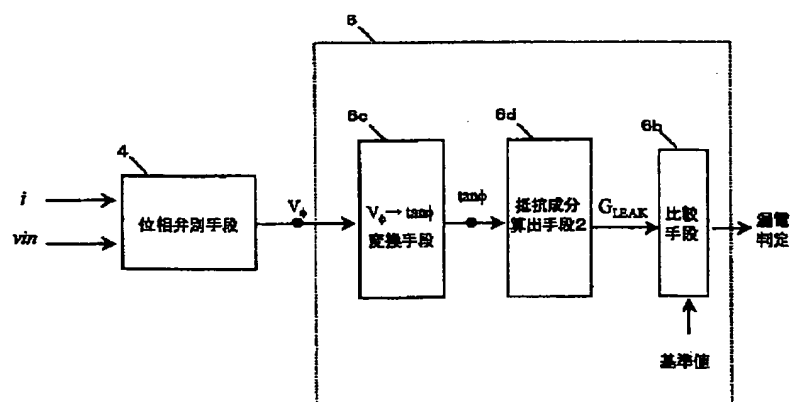 6
4
6c
6d
6b
i
vin
位相弁別手段
Vφ
Vφ→tanφ
変換手段
tanφ
抵抗成分
算出手段2
G_LEAK
比較
手段
漏電
判定
基準値